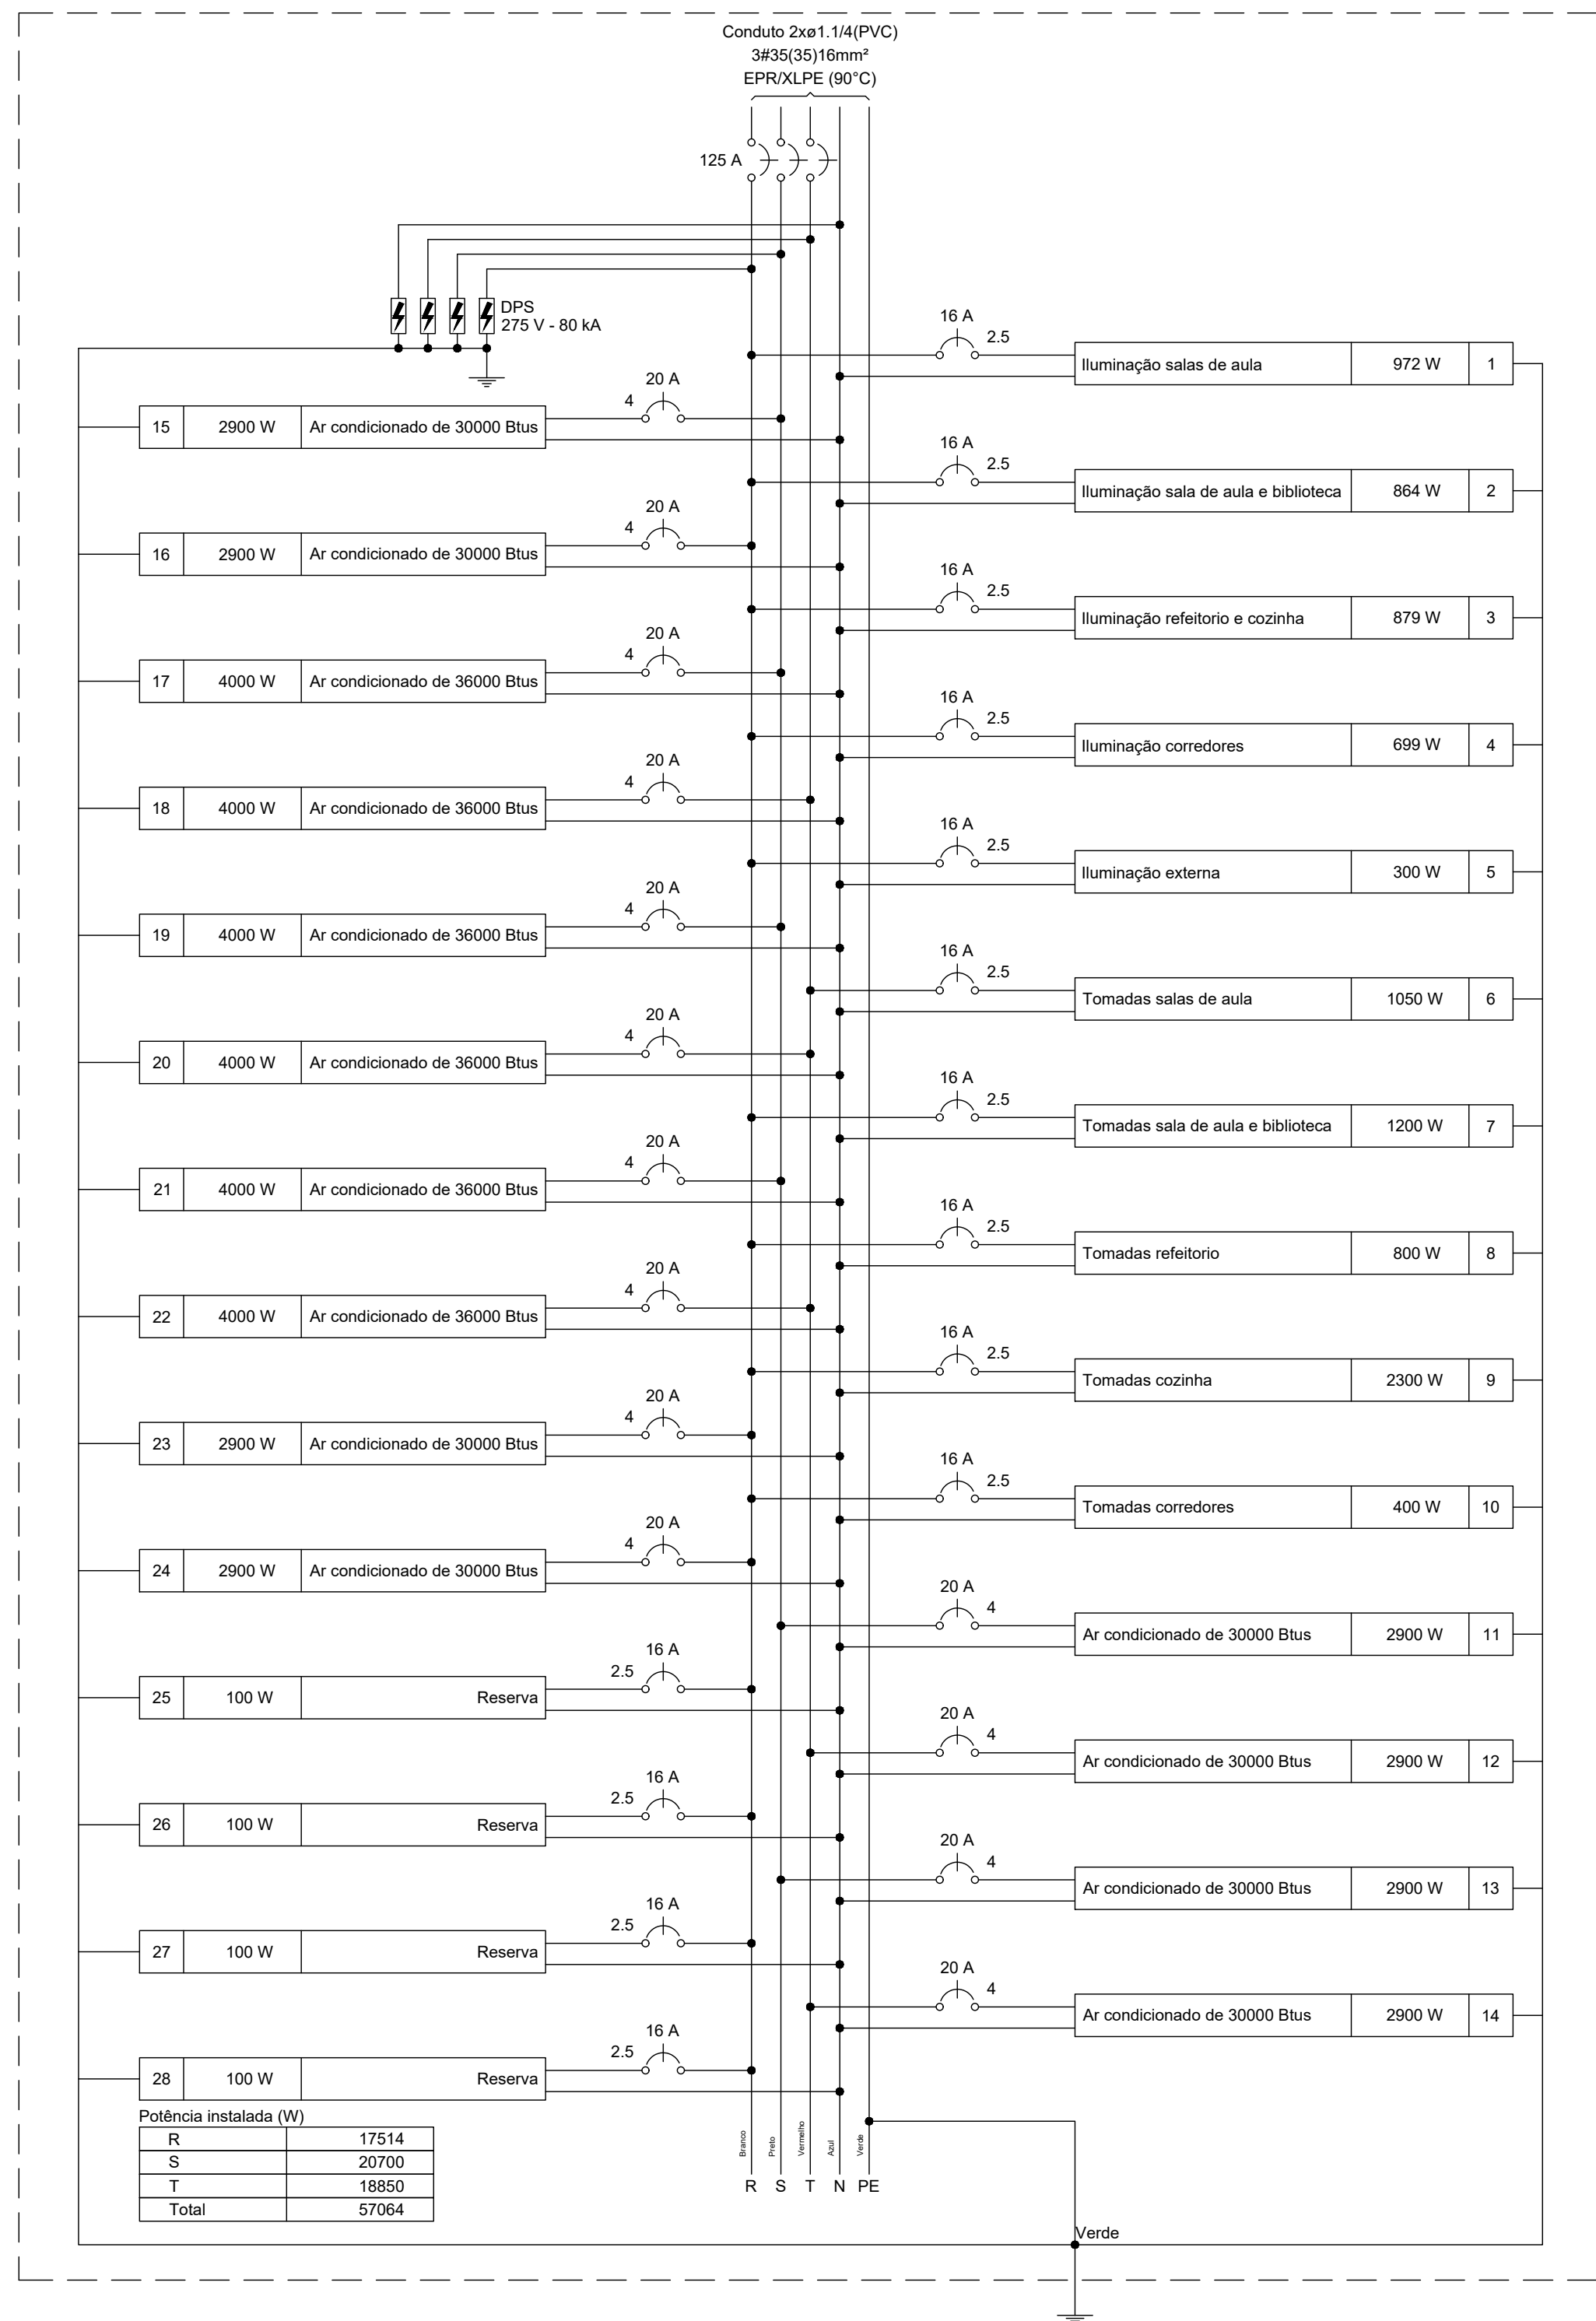 Conduto 2xø1.1/4(PVC)
3#35(35)16mm²
EPR/XLPE (90°C)
125 A
DPS
275 V - 80 kA
16 A
2.5
Iluminação salas de aula 972 W 1
20 A
4
15 2900 W Ar condicionado de 30000 Btus
16 A
2.5
Iluminação sala de aula e biblioteca 864 W 2
20 A
4
16 2900 W Ar condicionado de 30000 Btus
16 A
2.5
Iluminação refeitorio e cozinha 879 W 3
20 A
4
17 4000 W Ar condicionado de 36000 Btus
16 A
2.5
Iluminação corredores 699 W 4
20 A
4
18 4000 W Ar condicionado de 36000 Btus
16 A
2.5
Iluminação externa 300 W 5
20 A
4
19 4000 W Ar condicionado de 36000 Btus
16 A
2.5
Tomadas salas de aula 1050 W 6
20 A
4
20 4000 W Ar condicionado de 36000 Btus
16 A
2.5
Tomadas sala de aula e biblioteca 1200 W 7
20 A
4
21 4000 W Ar condicionado de 36000 Btus
16 A
2.5
Tomadas refeitorio 800 W 8
20 A
4
22 4000 W Ar condicionado de 36000 Btus
16 A
2.5
Tomadas cozinha 2300 W 9
20 A
4
23 2900 W Ar condicionado de 30000 Btus
16 A
2.5
Tomadas corredores 400 W 10
20 A
4
24 2900 W Ar condicionado de 30000 Btus
20 A
4
Ar condicionado de 30000 Btus 2900 W 11
16 A
2.5
25 100 W Reserva
20 A
4
Ar condicionado de 30000 Btus 2900 W 12
16 A
2.5
26 100 W Reserva
20 A
4
Ar condicionado de 30000 Btus 2900 W 13
16 A
2.5
27 100 W Reserva
20 A
4
Ar condicionado de 30000 Btus 2900 W 14
16 A
2.5
28 100 W Reserva
Potência instalada (W)
R 17514
S 20700
T 18850
Total 57064
Branco
Preto
Vermelho
Azul
Verde
R S T N PE
Verde